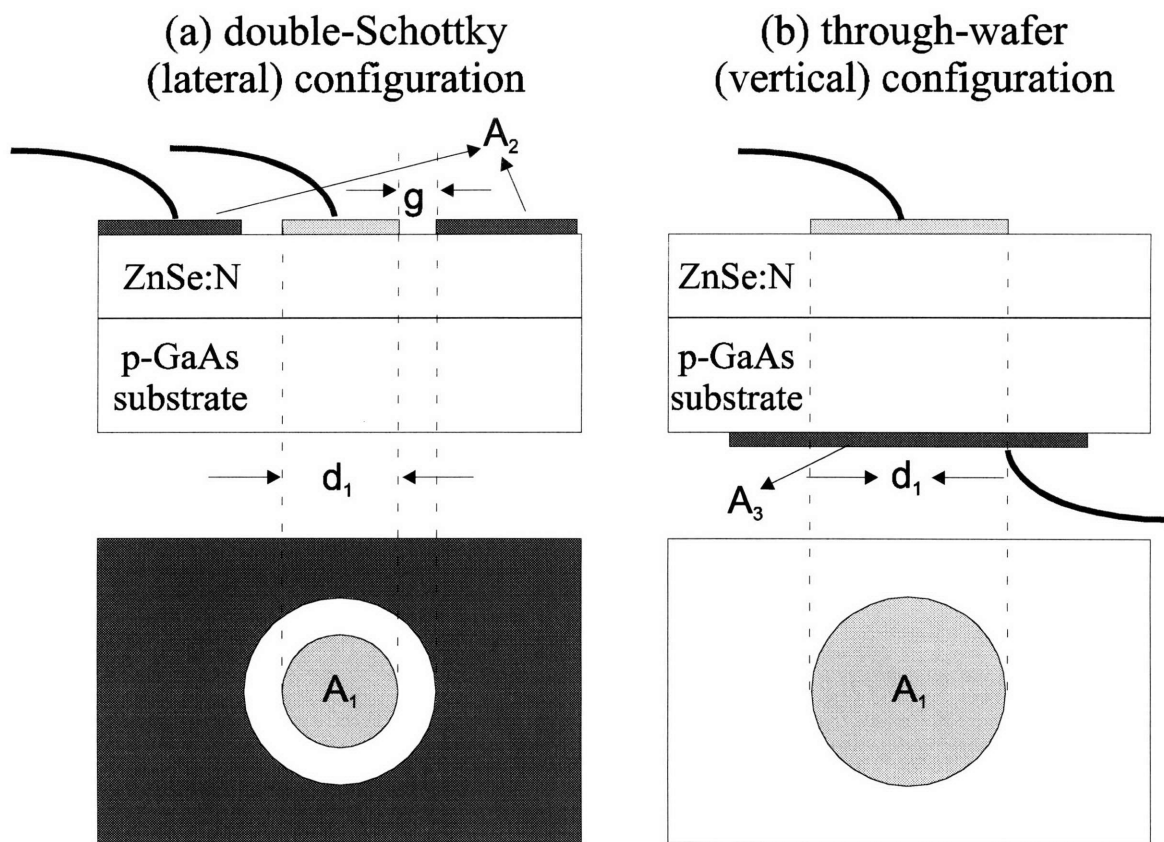 (a) double-Schottky
(lateral) configuration
A₂
g
ZnSe:N
p-GaAs
substrate
d₁
A₁
(b) through-wafer
(vertical) configuration
ZnSe:N
p-GaAs
substrate
A₃
d₁
A₁